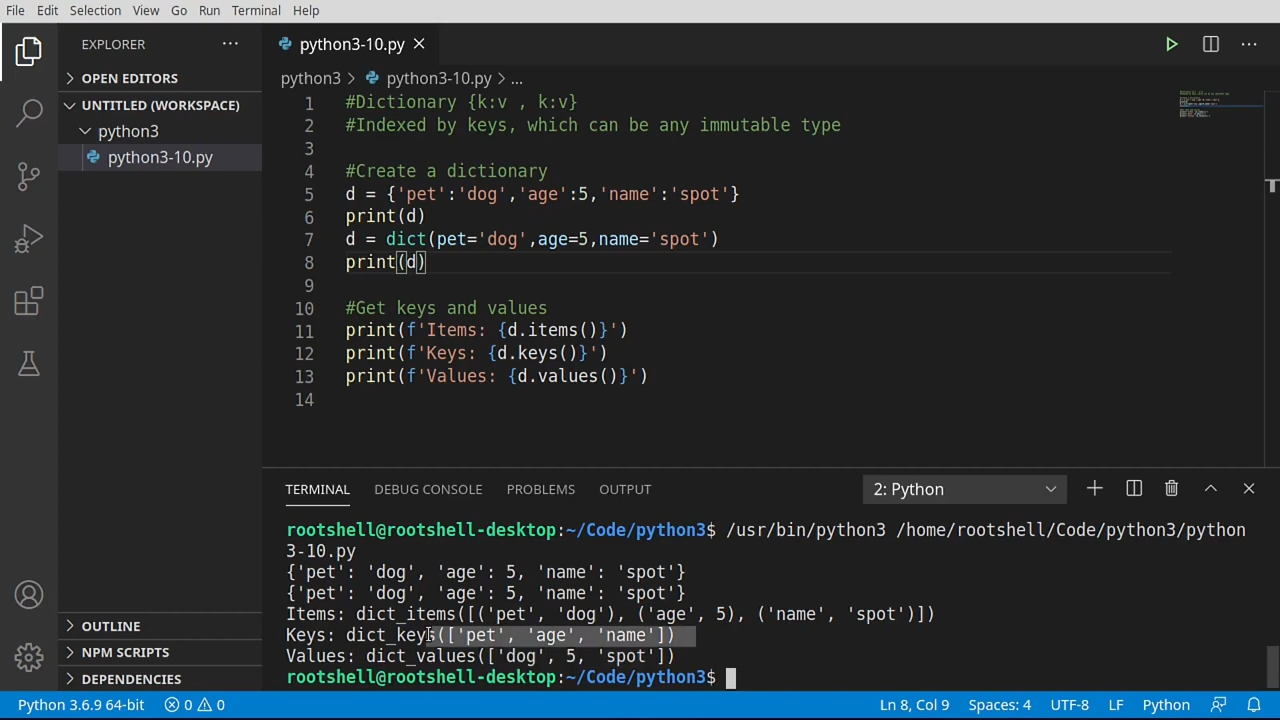 File Edit Selection View Go Run Terminal Help
EXPLORER ···
OPEN EDITORS
UNTITLED (WORKSPACE)
python3
python3-10.py
OUTLINE
NPM SCRIPTS
DEPENDENCIES
python3-10.py
python3 > python3-10.py > ...
1 #Dictionary {k:v , k:v}
2 #Indexed by keys, which can be any immutable type
3
4 #Create a dictionary
5 d = {'pet':'dog','age':5,'name':'spot'}
6 print(d)
7 d = dict(pet='dog',age=5,name='spot')
8 print(d)
9
10 #Get keys and values
11 print(f'Items: {d.items()}')
12 print(f'Keys: {d.keys()}')
13 print(f'Values: {d.values()}')
14
TERMINAL DEBUG CONSOLE PROBLEMS OUTPUT 2: Python
rootshell@rootshell-desktop:~/Code/python3$ /usr/bin/python3 /home/rootshell/Code/python3/python
3-10.py
{'pet': 'dog', 'age': 5, 'name': 'spot'}
{'pet': 'dog', 'age': 5, 'name': 'spot'}
Items: dict_items([('pet', 'dog'), ('age', 5), ('name', 'spot')])
Keys: dict_keys(['pet', 'age', 'name'])
Values: dict_values(['dog', 5, 'spot'])
rootshell@rootshell-desktop:~/Code/python3$
Python 3.6.9 64-bit 0 0 Ln 8, Col 9 Spaces: 4 UTF-8 LF Python